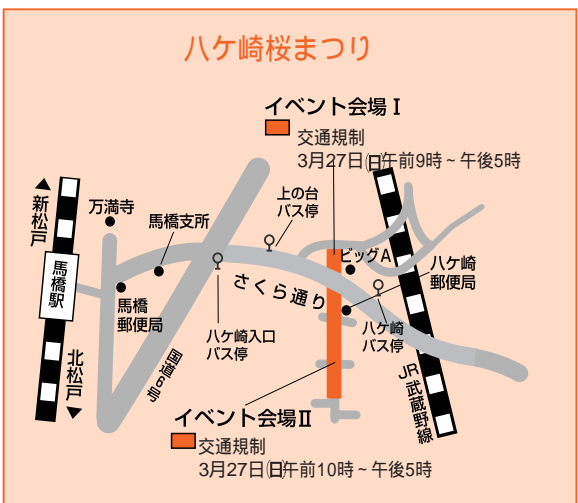 八ケ崎桜まつり
イベント会場Ⅰ
交通規制
3月27日㈰午前9時～午後5時
▲新松戸
万満寺
馬橋支所
上の台
バス停
馬橋駅
ビッグA
八ケ崎
郵便局
さくら通り
馬橋
郵便局
八ケ崎入口
バス停
八ケ崎
バス停
国道6号
北松戸▼
JR武蔵野線
イベント会場Ⅱ
交通規制
3月27日㈰午前10時～午後5時